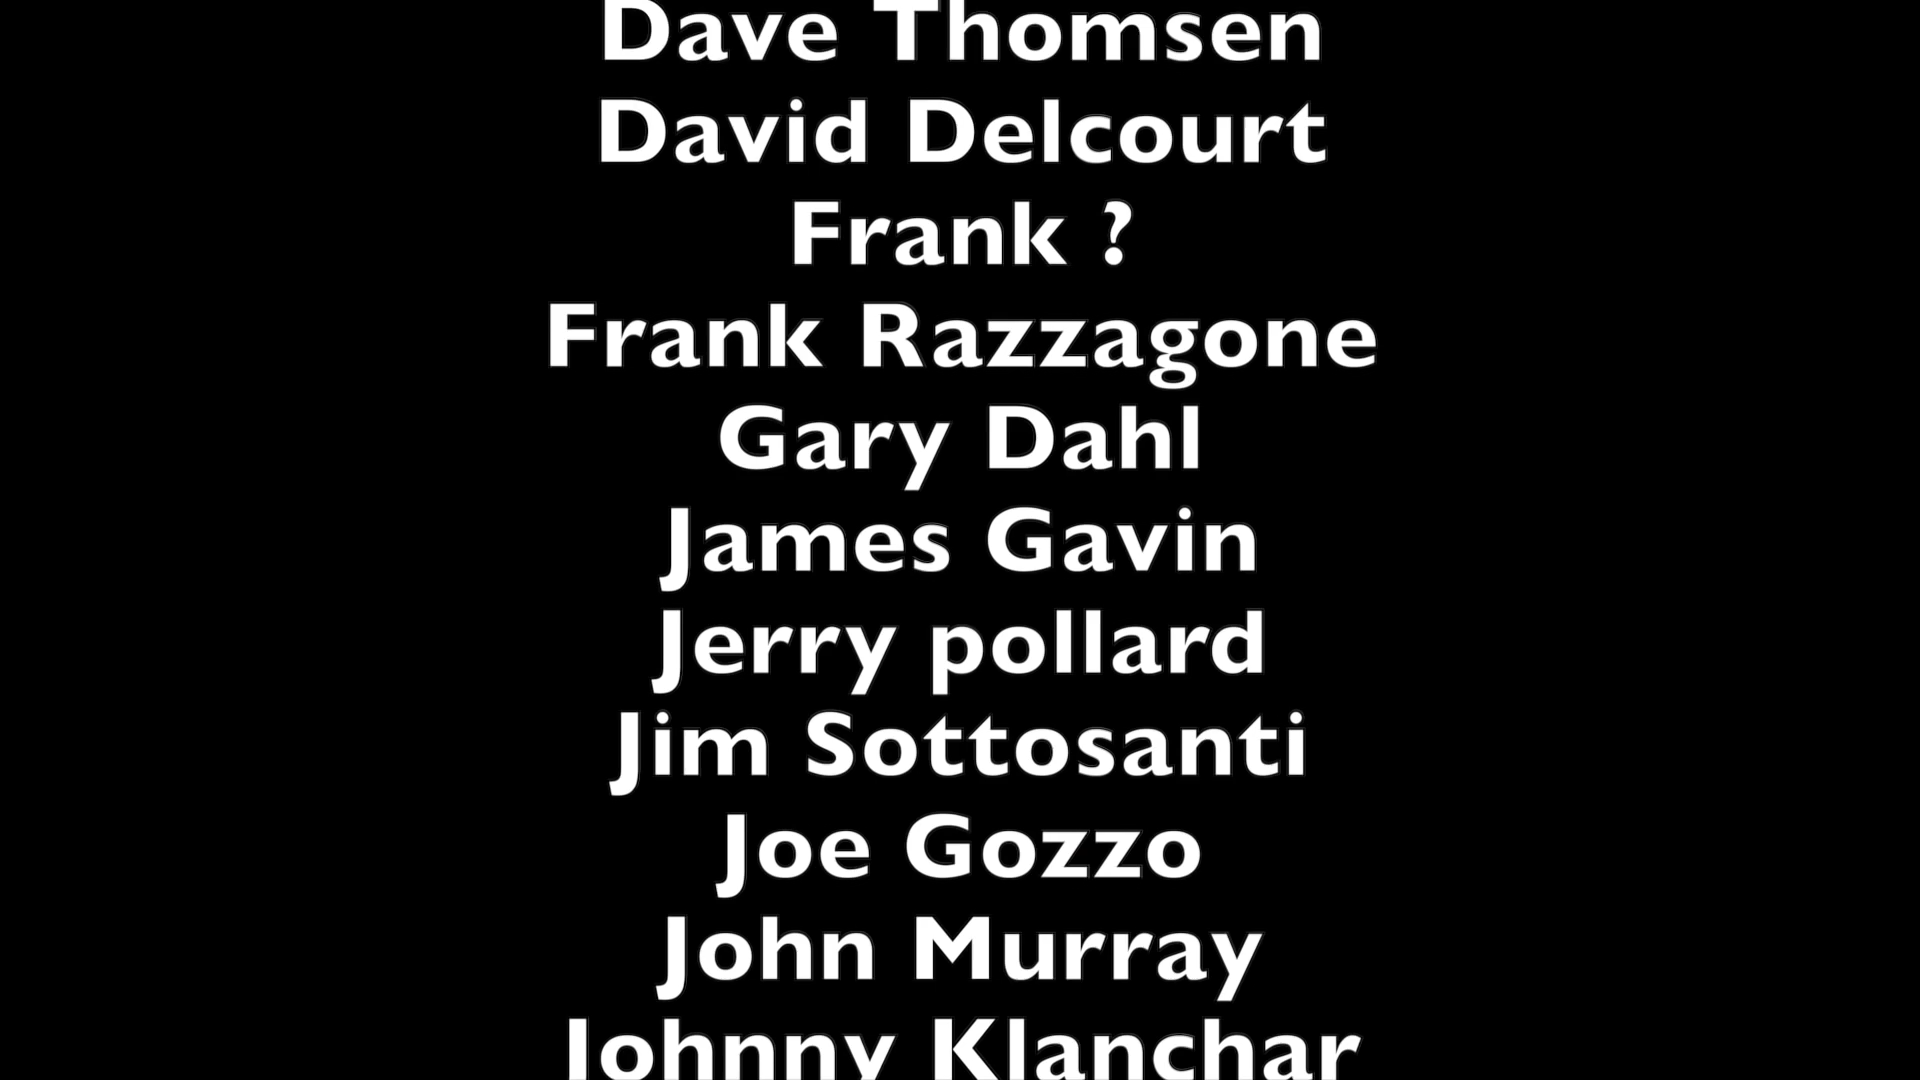 Dave Thomsen
David Delcourt
Frank ?
Frank Razzagone
Gary Dahl
James Gavin
Jerry pollard
Jim Sottosanti
Joe Gozzo
John Murray
Johnny Klanchar